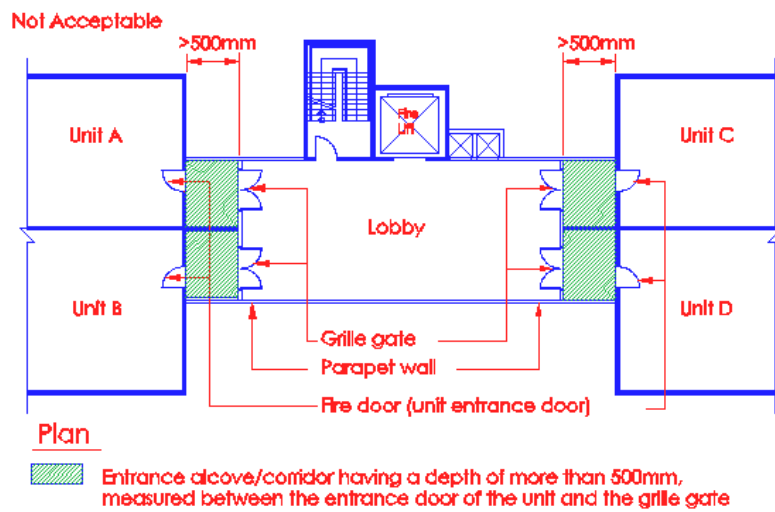 Not Acceptable
>500mm
>500mm
Unit A
Fire
Lift
Unit C
Lobby
Unit B
Unit D
Grille gate
Parapet wall
Fire door (unit entrance door)
Plan
Entrance alcove/corridor having a depth of more than 500mm,
measured between the entrance door of the unit and the grille gate